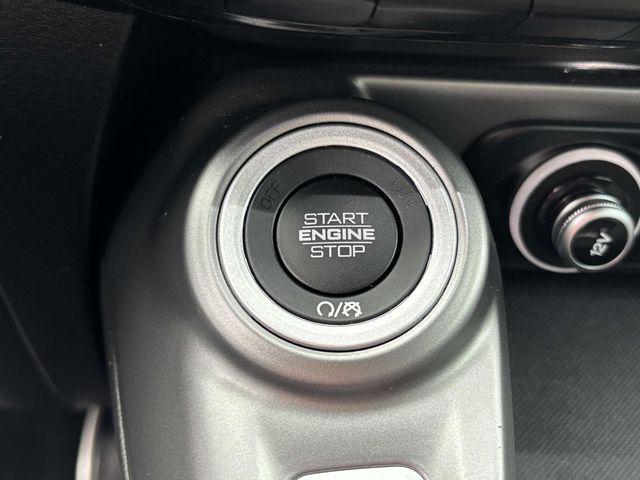 OFF
RUN
START
ENGINE
STOP
12V